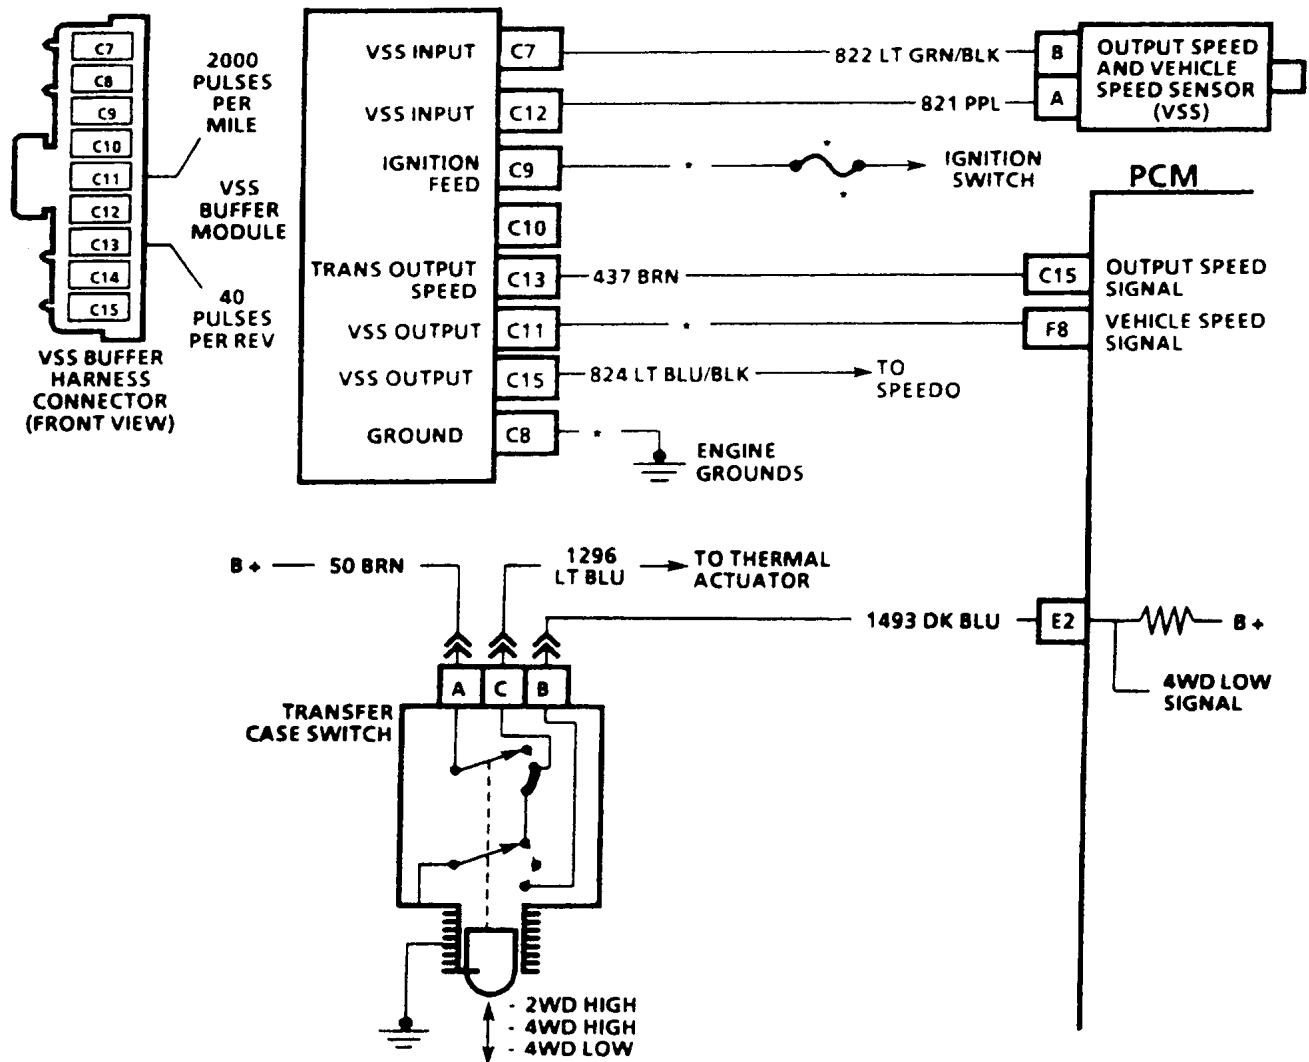 C7
C8
C9
C10
C11
C12
C13
C14
C15
2000
PULSES
PER
MILE
VSS
BUFFER
MODULE
40
PULSES
PER REV
VSS BUFFER
HARNESS
CONNECTOR
(FRONT VIEW)
VSS INPUT
C7
822 LT GRN/BLK
B
VSS INPUT
C12
821 PPL
A
OUTPUT SPEED
AND VEHICLE
SPEED SENSOR
(VSS)
IGNITION
FEED
C9
*
*
*
IGNITION
SWITCH
PCM
C10
TRANS OUTPUT
SPEED
C13
437 BRN
C15
OUTPUT SPEED
SIGNAL
VSS OUTPUT
C11
*
F8
VEHICLE SPEED
SIGNAL
VSS OUTPUT
C15
824 LT BLU/BLK
TO
SPEEDO
GROUND
C8
*
ENGINE
GROUNDS
B +
50 BRN
1296
LT BLU
TO THERMAL
ACTUATOR
1493 DK BLU
E2
B +
4WD LOW
SIGNAL
A
C
B
TRANSFER
CASE SWITCH
- 2WD HIGH
- 4WD HIGH
- 4WD LOW